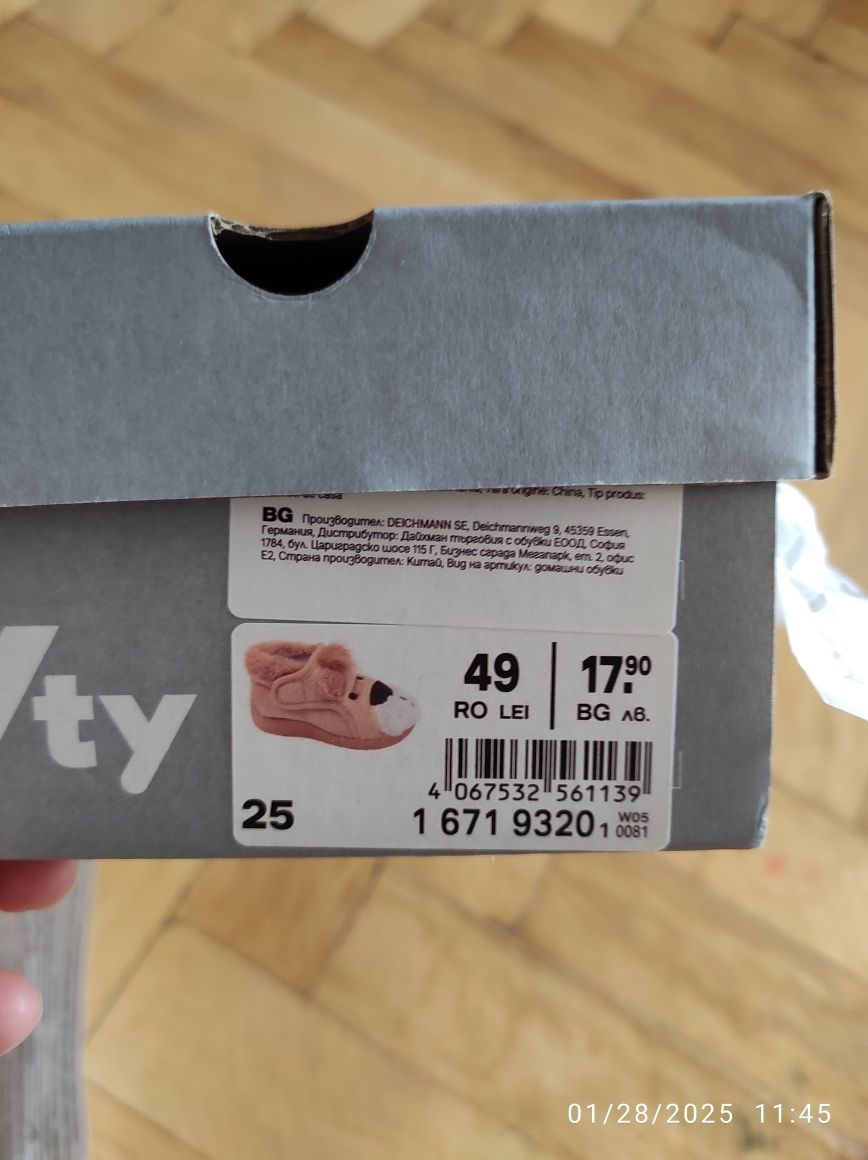 origine: China, Tip produs:
casa
BG Производител: DEICHMANN SE, Deichmannweg 9, 45359 Essen,
Германия, Дистрибутор: Дайхман търговия с обувки ЕООД, София
1784, бул. Цариградско шосе 115 Г, Бизнес сграда Мегапарк, ет. 2, офис
Е2, Страна производител: Китай, Вид на артикул: домашни обувки
ty
49
RO LEI
17.90
BG лв.
4 067532 561139
25
1 671 9320 1 W05
0081
01/28/2025 11:45